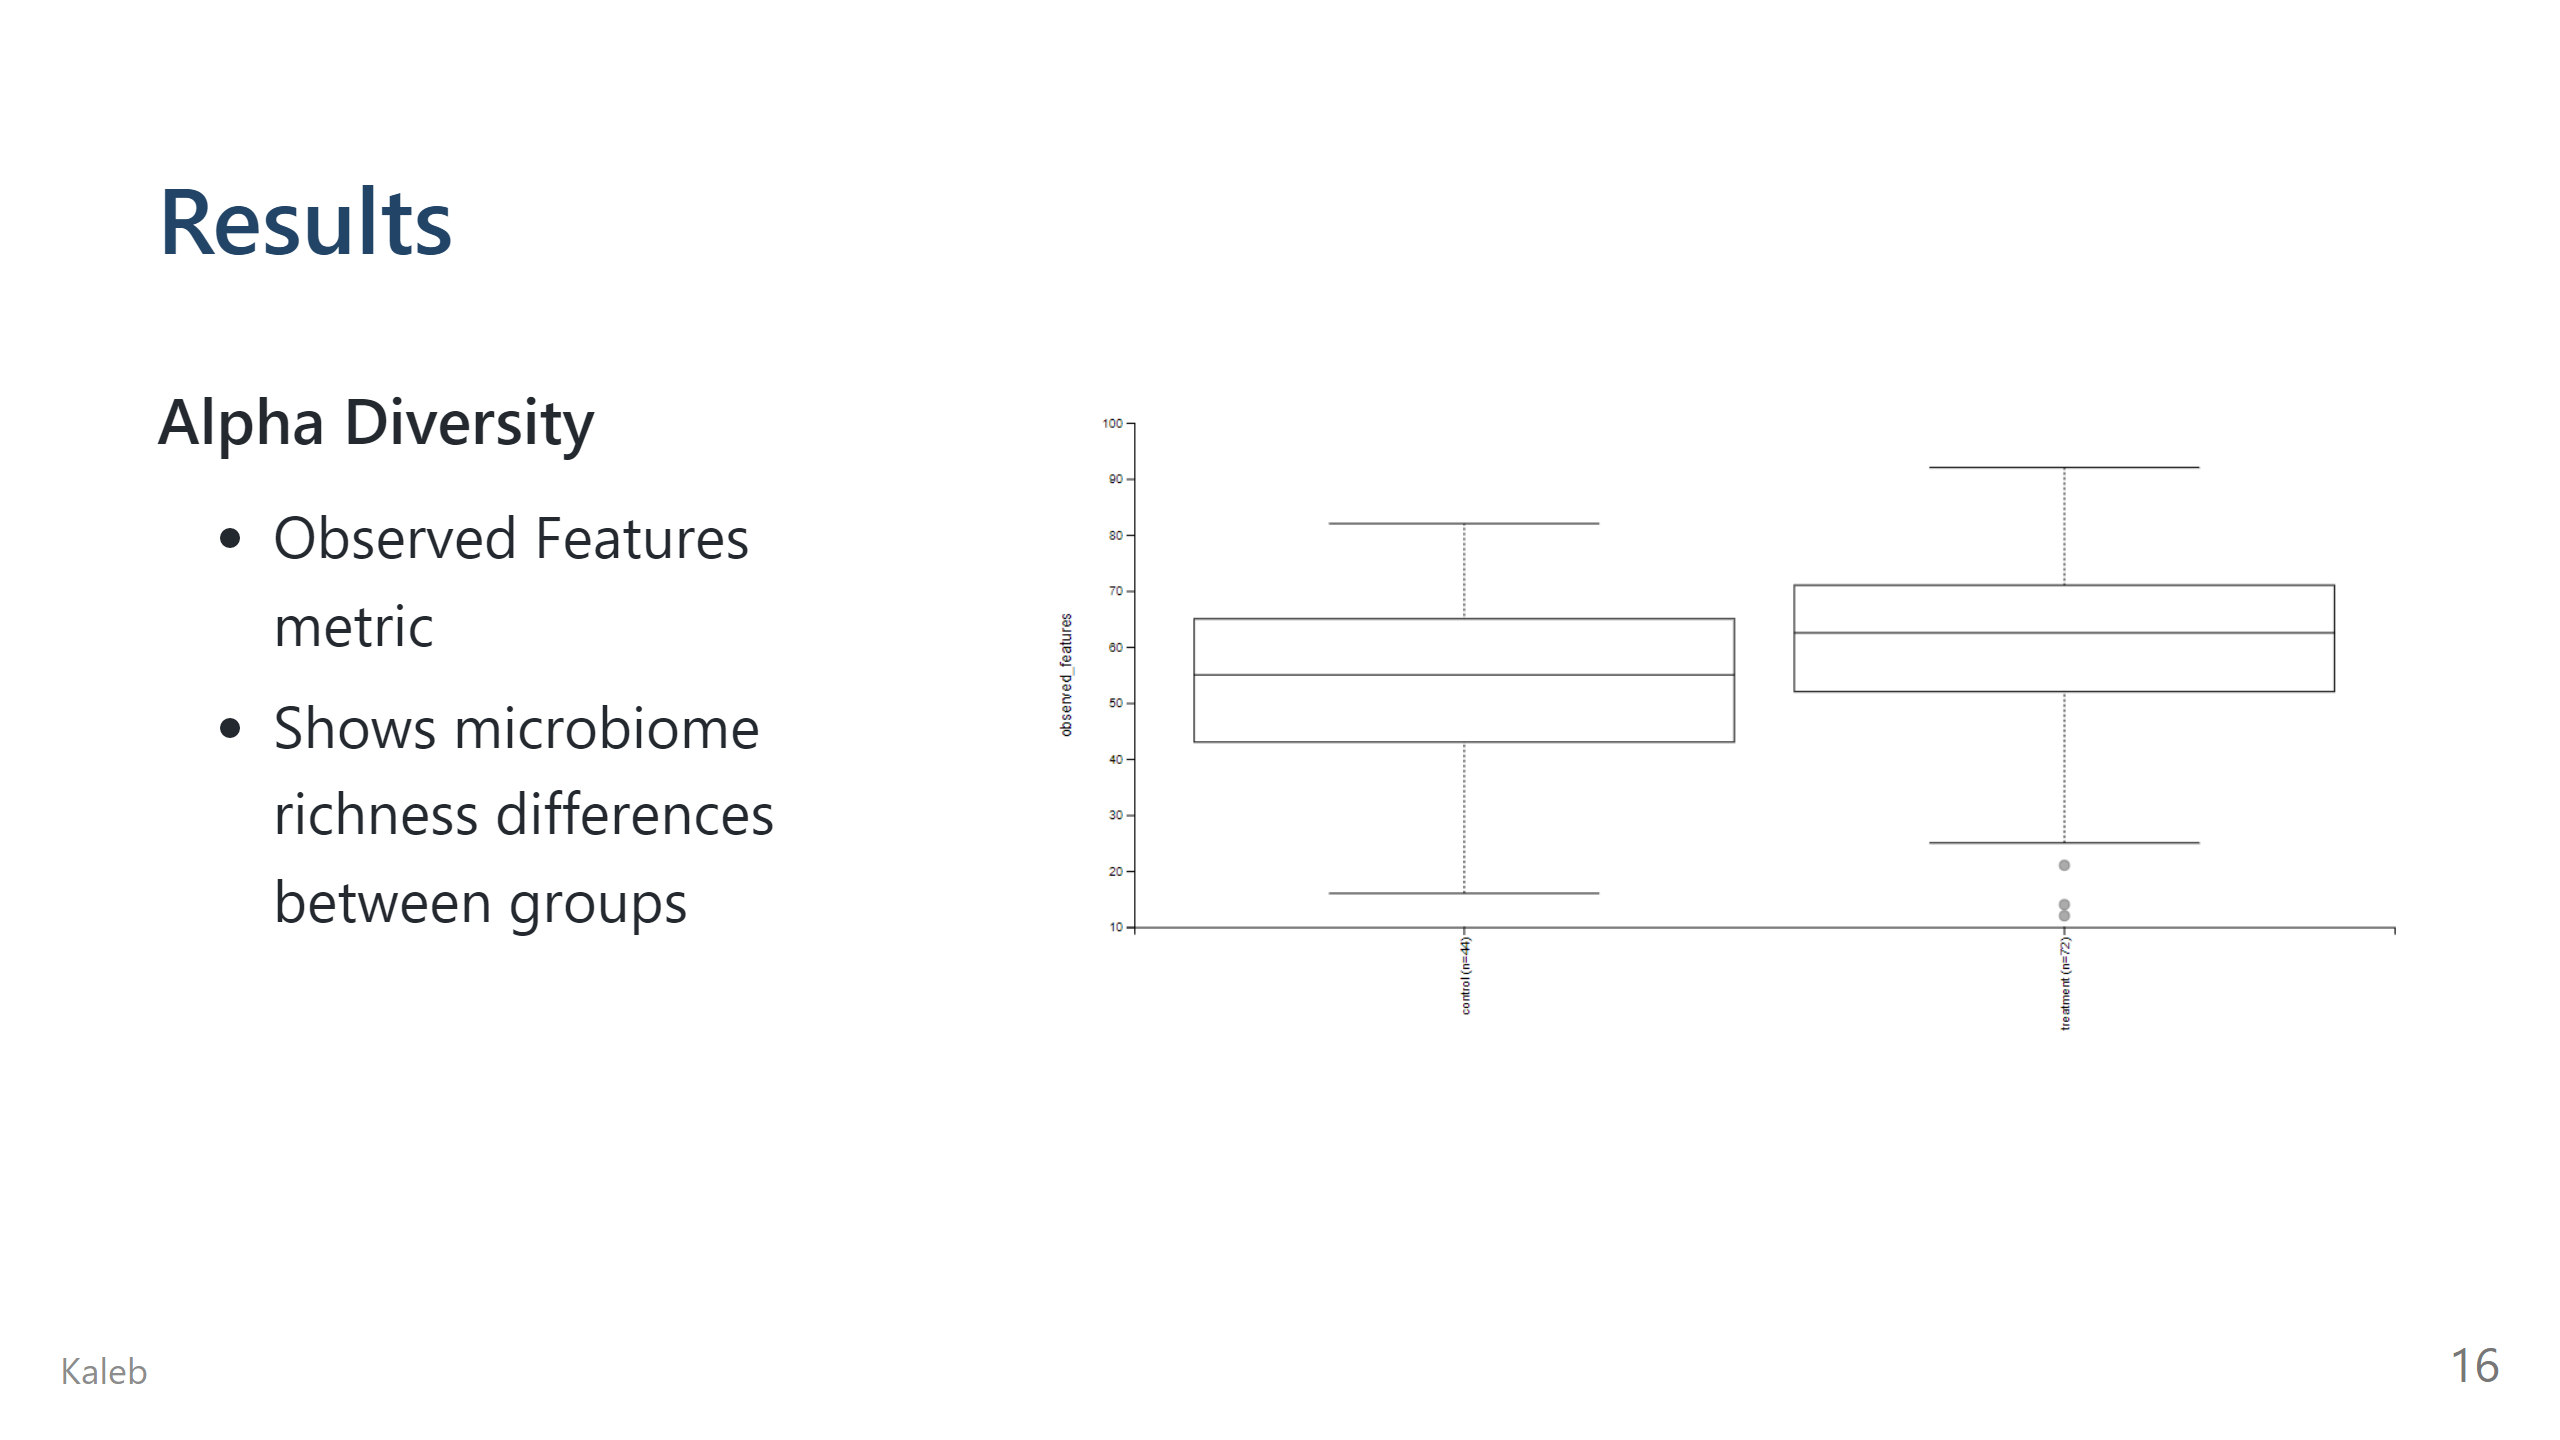 Results
Alpha Diversity
• Observed Features
metric
• Shows microbiome
richness differences
between groups
100
90
80
70
60
50
40
30
20
10
observed_features
control (n=44)
treatment (n=72)
Kaleb
16